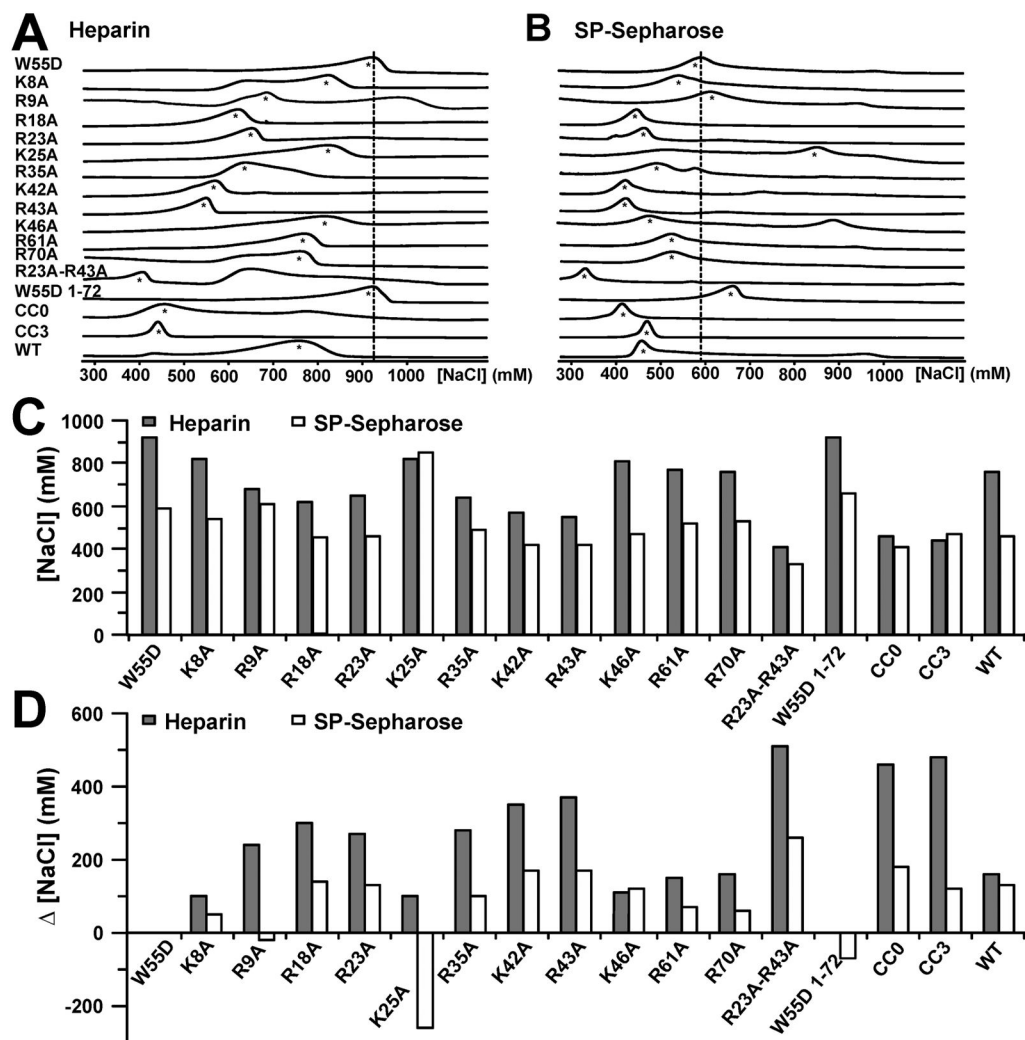 A Heparin
B SP-Sepharose
W55D
K8A
R9A
R18A
R23A
K25A
R35A
K42A
R43A
K46A
R61A
R70A
R23A-R43A
W55D 1-72
CC0
CC3
WT
300 400 500 600 700 800 900 1000 [NaCl] (mM)
300 400 500 600 700 800 900 1000 [NaCl] (mM)
C
Heparin SP-Sepharose
[NaCl] (mM)
1000
800
600
400
200
0
W55D K8A R9A R18A R23A K25A R35A K42A R43A K46A R61A R70A R23A-R43A W55D 1-72 CC0 CC3 WT
D
Heparin SP-Sepharose
Δ [NaCl] (mM)
600
400
200
0
-200
W55D K8A R9A R18A R23A K25A R35A K42A R43A K46A R61A R70A R23A-R43A W55D 1-72 CC0 CC3 WT